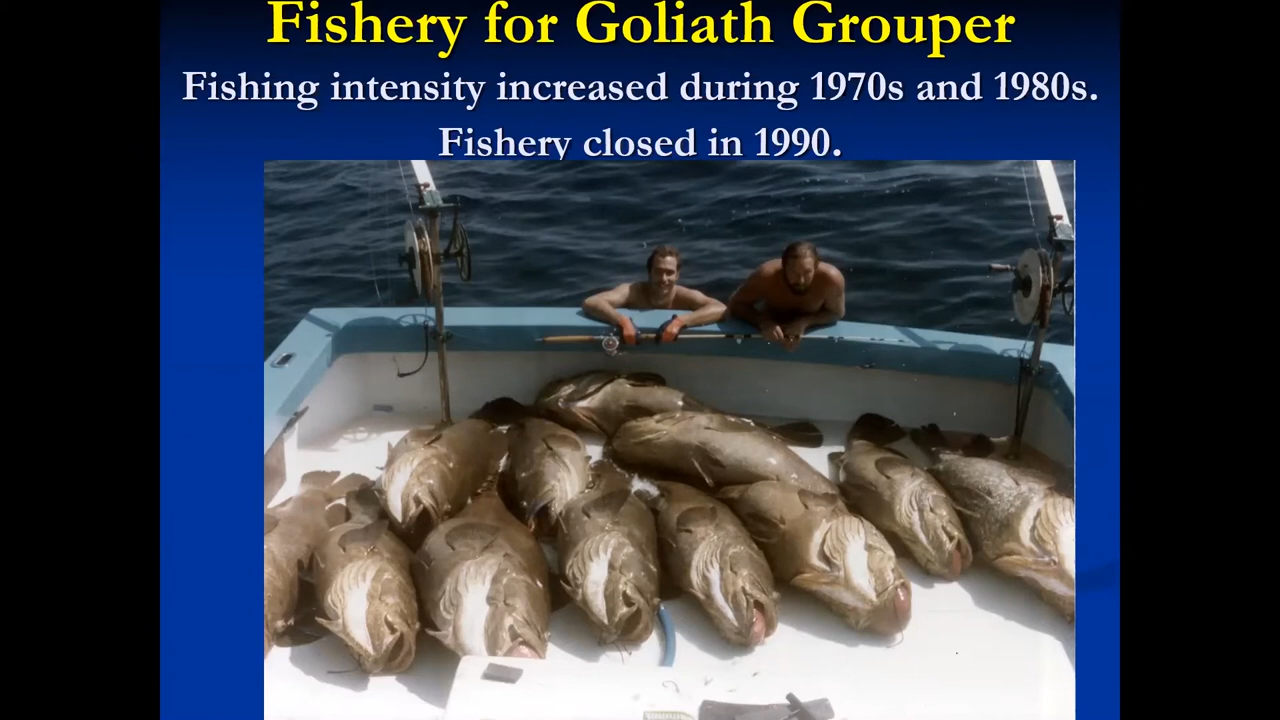 Fishery for Goliath Grouper
Fishing intensity increased during 1970s and 1980s.
Fishery closed in 1990.